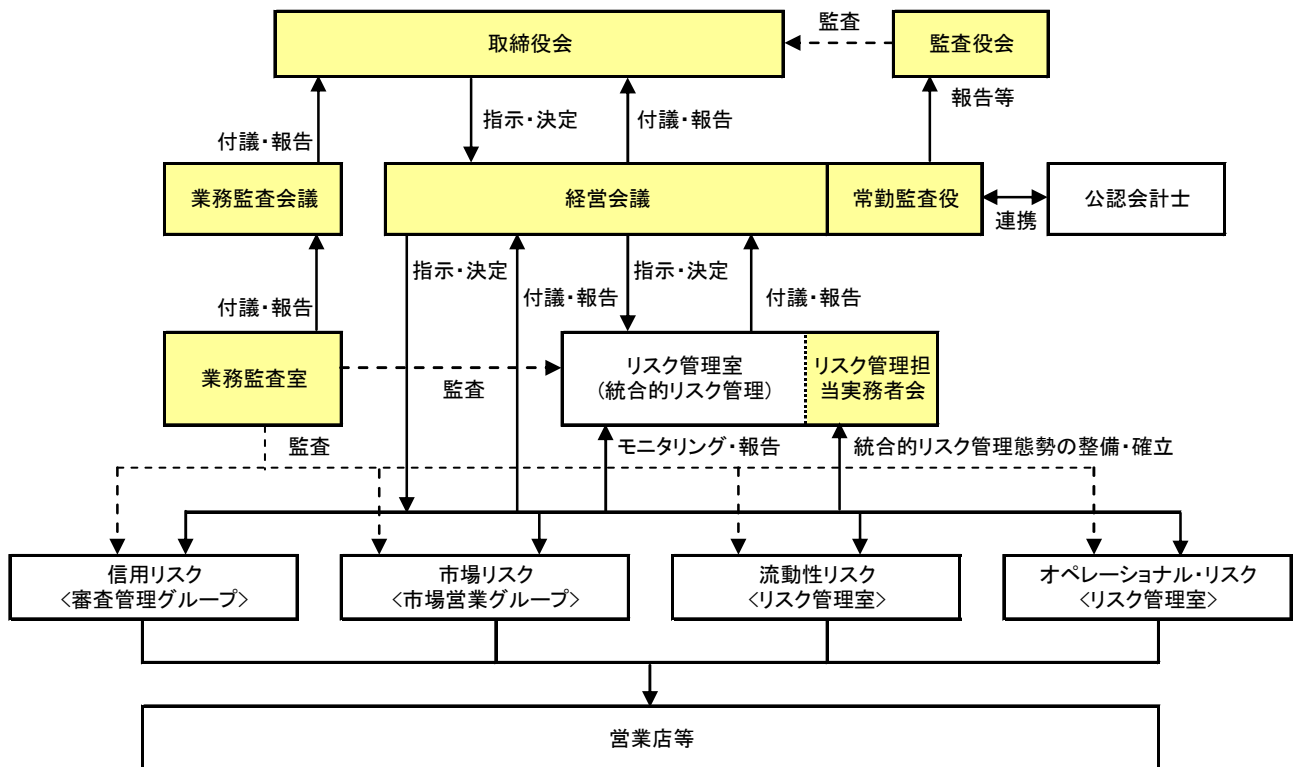 監査
取締役会
監査役会
報告等
指示・決定
付議・報告
付議・報告
業務監査会議
経営会議
常勤監査役
公認会計士
連携
指示・決定
指示・決定
付議・報告
付議・報告
付議・報告
業務監査室
リスク管理室
(統合的リスク管理)
リスク管理担
当実務者会
監査
監査
モニタリング・報告
統合的リスク管理態勢の整備・確立
信用リスク
<審査管理グループ>
市場リスク
<市場営業グループ>
流動性リスク
<リスク管理室>
オペレーショナル・リスク
<リスク管理室>
営業店等